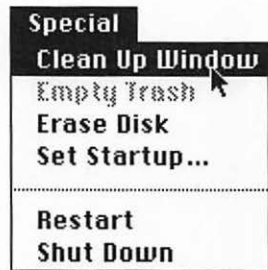 Special
Clean Up Window
Empty Trash
Erase Disk
Set Startup...
Restart
Shut Down